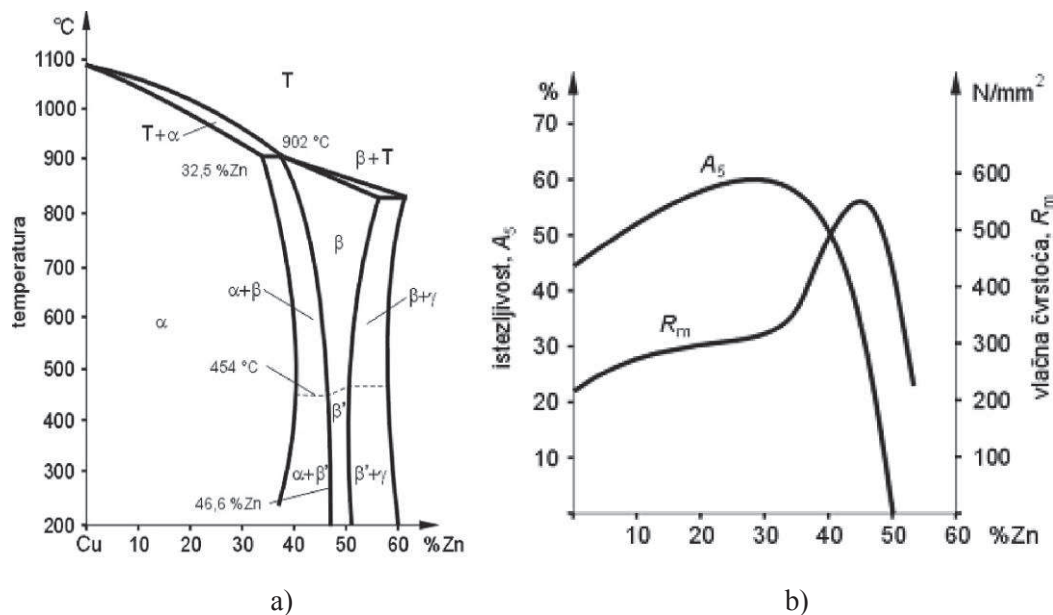 °C
1100
1000
900
800
700
600
500
400
300
200
temperatura
T
T+α
902 °C
32,5 %Zn
β+T
β
α+β
β+γ
α
454 °C
β'
α+β'
β'+γ
46,6 %Zn
Cu
10
20
30
40
50
60
%Zn
a)
%
70
60
50
40
30
20
10
istezljivost, A₅
A₅
Rₘ
N/mm²
600
500
400
300
200
100
vlačna čvrstoća, Rₘ
10
20
30
40
50
60
%Zn
b)